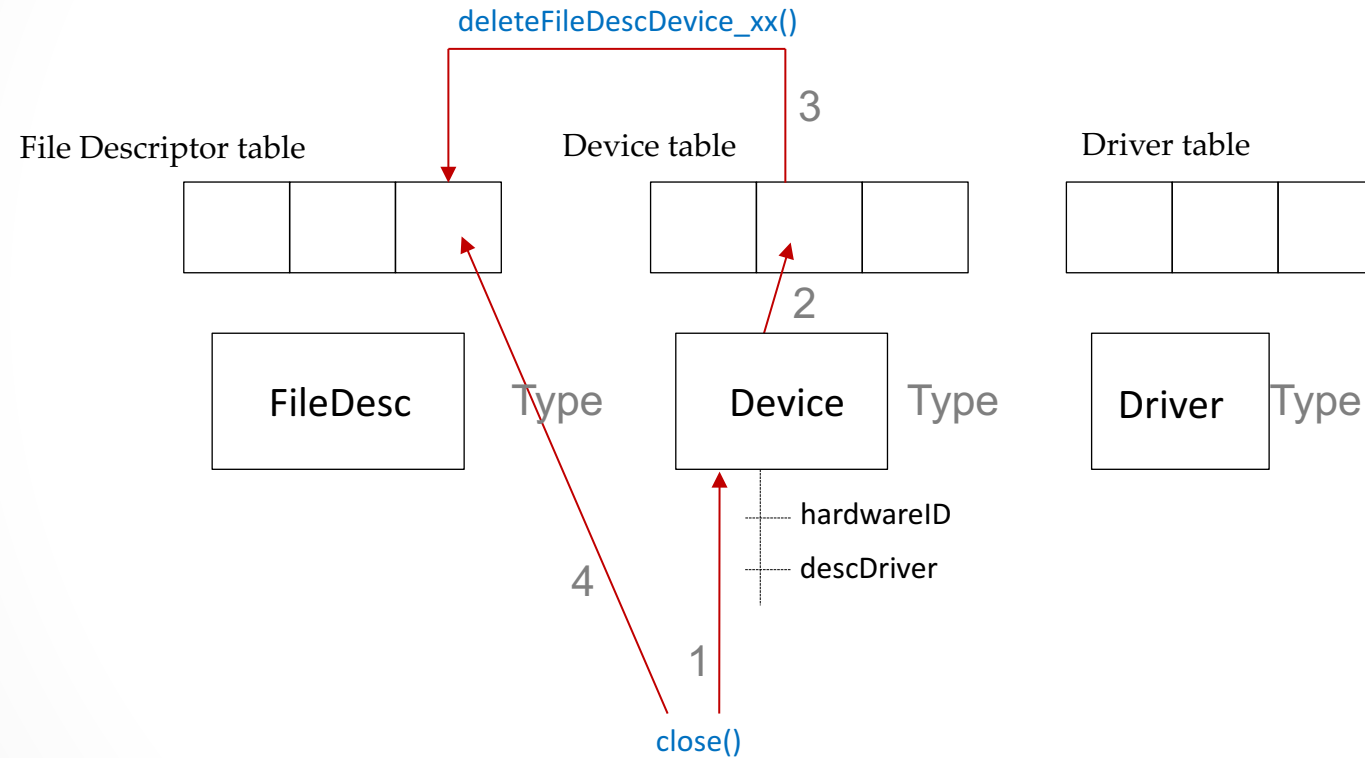 deleteFileDescDevice_xx()
3
File Descriptor table
Device table
Driver table
2
FileDesc
Type
Device
Type
Driver
Type
hardwareID
descDriver
4
1
close()